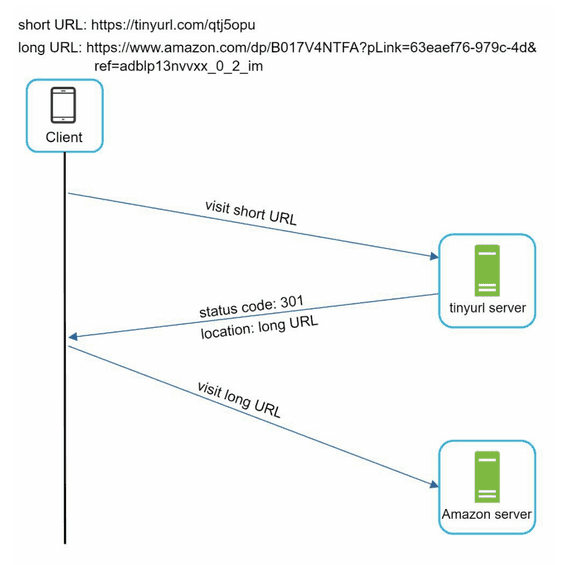 short URL: https://tinyurl.com/qtj5opu
long URL: https://www.amazon.com/dp/B017V4NTFA?pLink=63eaef76-979c-4d&
ref=adblp13nvvxx_0_2_im
Client
visit short URL
tinyurl server
status code: 301
location: long URL
visit long URL
Amazon server